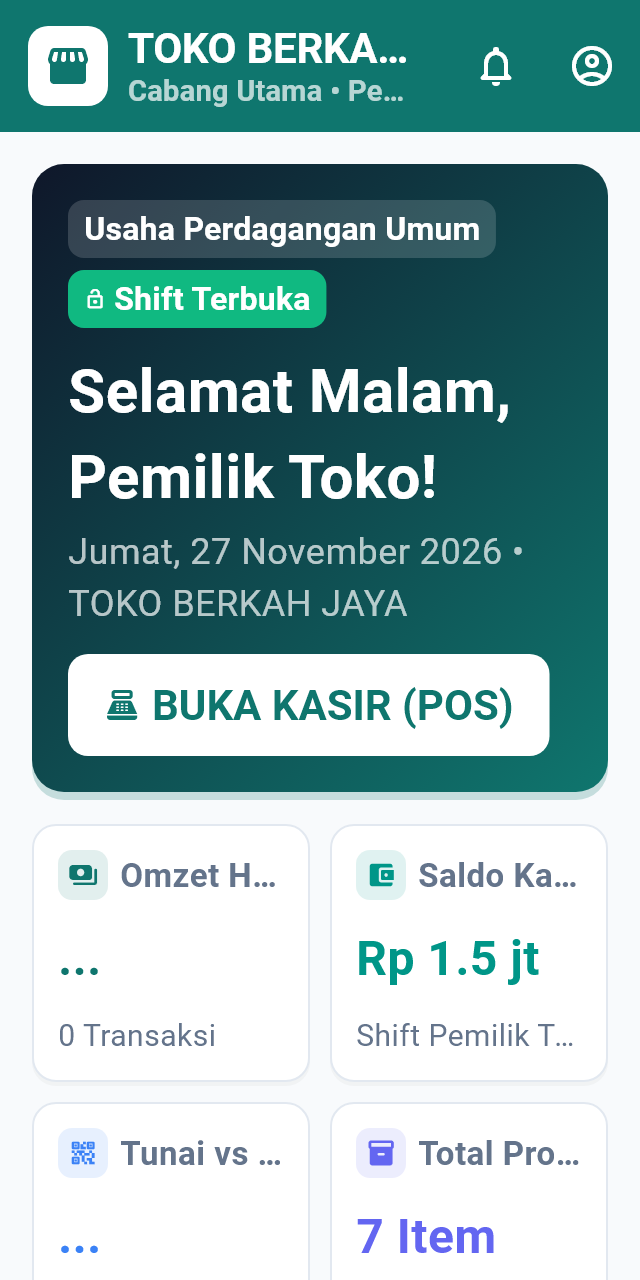 TOKO BERKA...
Cabang Utama • Pe...
Usaha Perdagangan Umum
Shift Terbuka
Selamat Malam,
Pemilik Toko!
Jumat, 27 November 2026 •
TOKO BERKAH JAYA
BUKA KASIR (POS)
Omzet H...
...
0 Transaksi
Saldo Ka...
Rp 1.5 jt
Shift Pemilik T...
Tunai vs ...
...
Total Pro...
7 Item